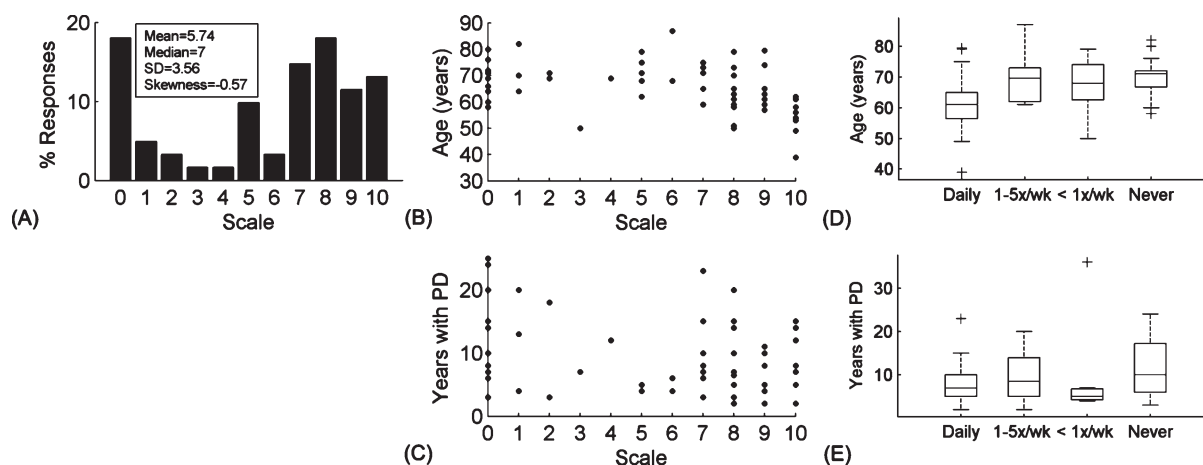 20
10
0
% Responses
Mean=5.74
Median=7
SD=3.56
Skewness=-0.57
0 1 2 3 4 5 6 7 8 9 10
Scale
(A)
90
80
70
60
50
40
30
Age (years)
0 1 2 3 4 5 6 7 8 9 10
Scale
(B)
80
70
60
50
40
Age (years)
Daily 1-5x/wk < 1x/wk Never
(D)
20
10
0
Years with PD
0 1 2 3 4 5 6 7 8 9 10
Scale
(C)
30
20
10
Years with PD
Daily 1-5x/wk < 1x/wk Never
(E)